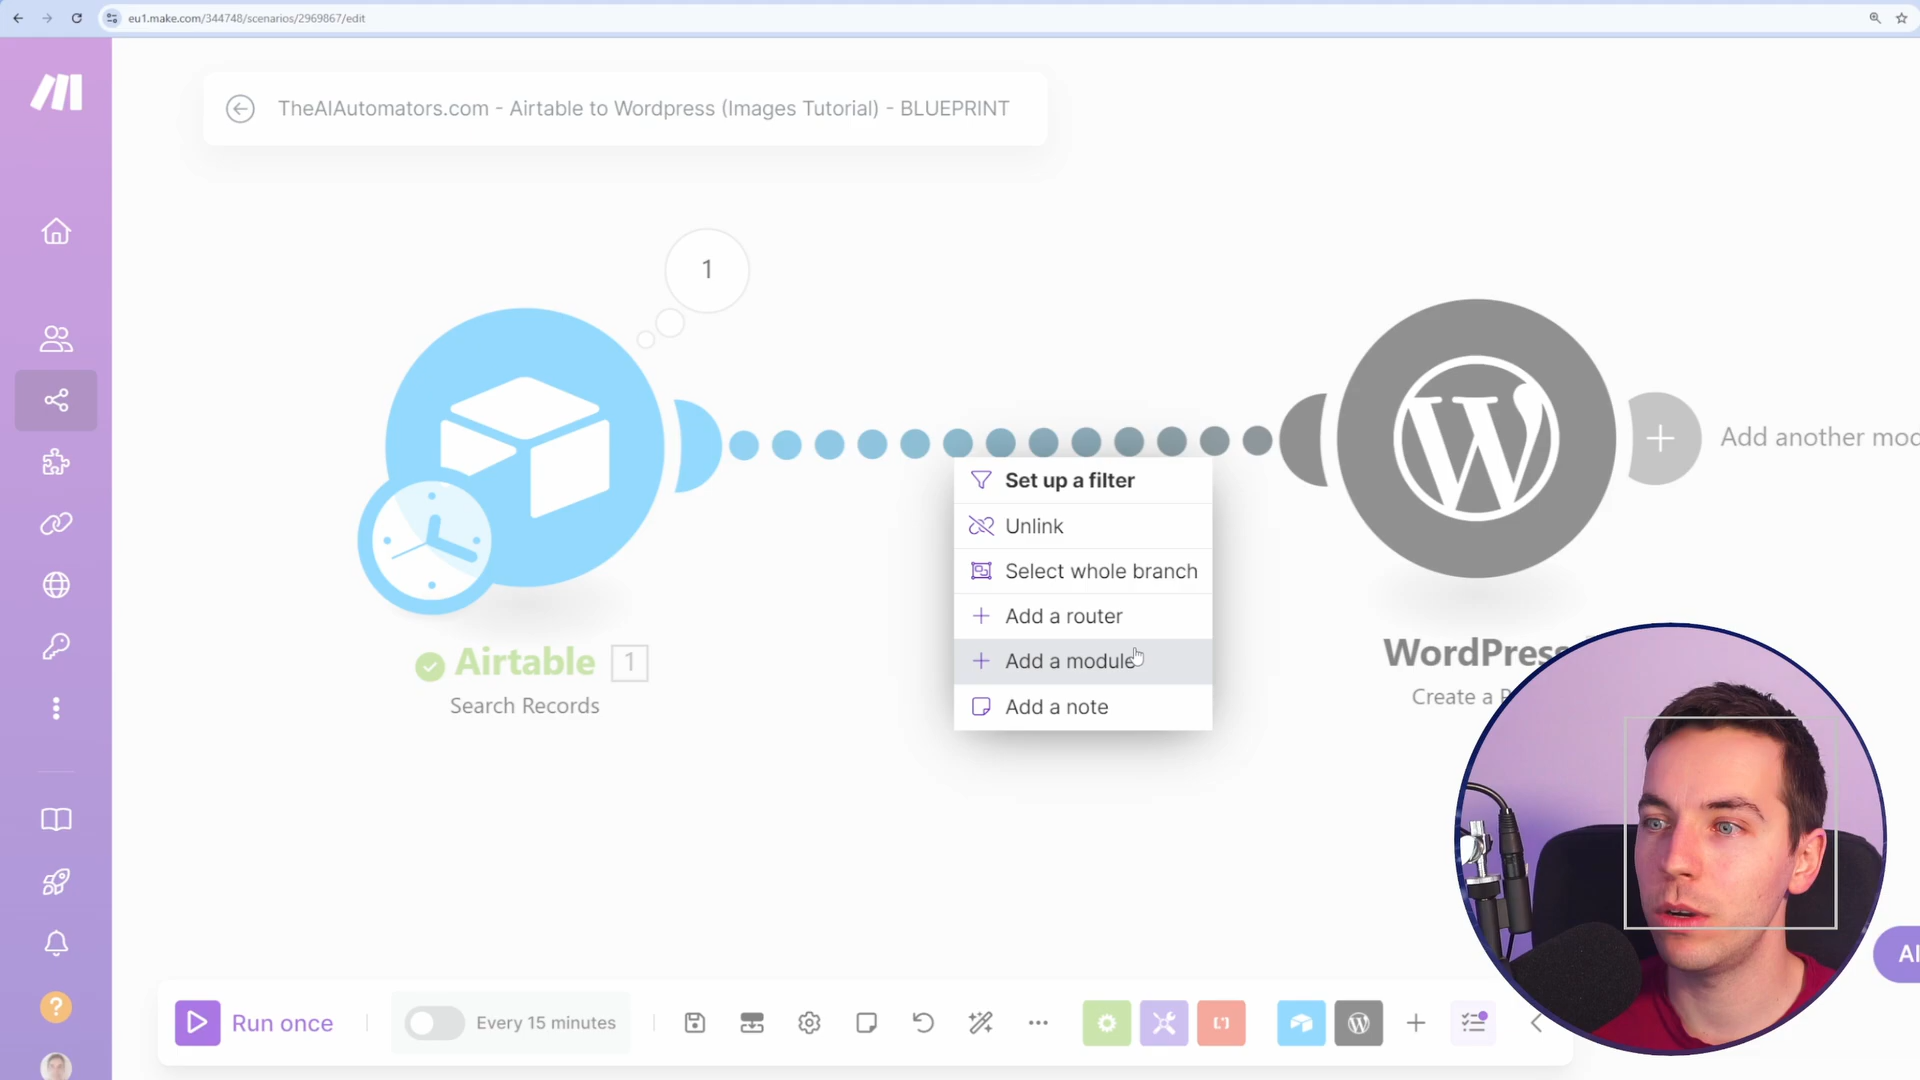 eu1.make.com/344748/scenarios/2969867/edit
TheAIAutomators.com - Airtable to Wordpress (Images Tutorial) - BLUEPRINT
1
Add another mod
Set up a filter
Unlink
Select whole branch
Add a router
Add a module
Add a note
Airtable 1
Search Records
WordPress
Create a P
AI
Run once
Every 15 minutes